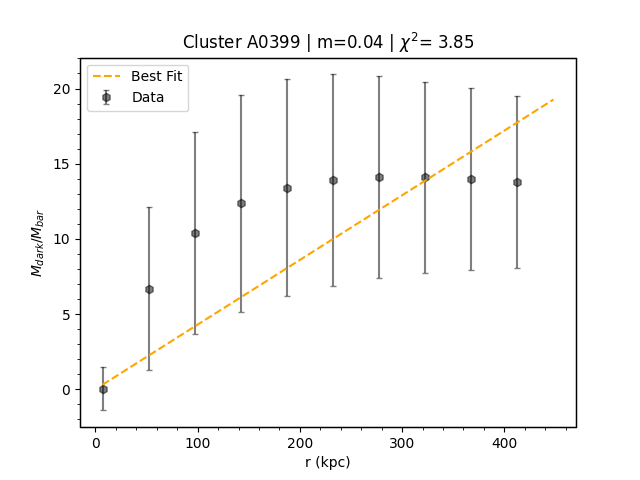 Cluster A0399 | m=0.04 | χ²= 3.85
Best Fit
Data
M_dark/M_bar
20
15
10
5
0
0 100 200 300 400
r (kpc)